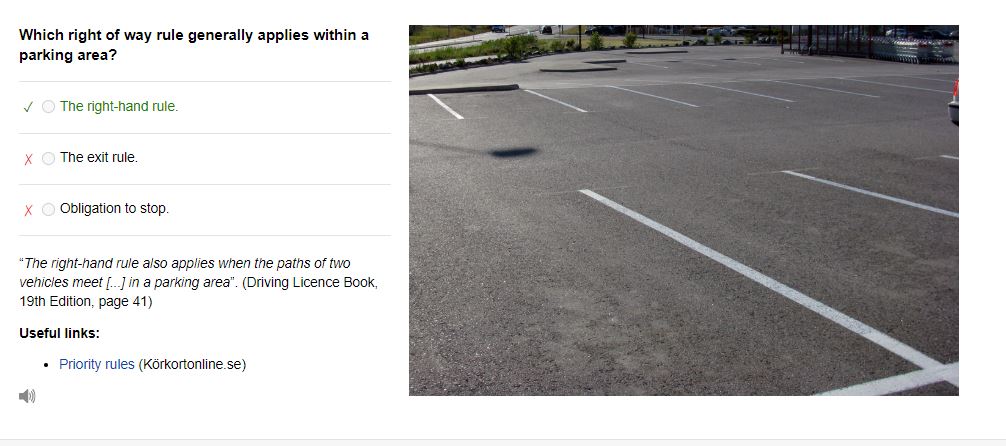 Which right of way rule generally applies within a
parking area?
✓ The right-hand rule.
X The exit rule.
X Obligation to stop.
“The right-hand rule also applies when the paths of two
vehicles meet [...] in a parking area”. (Driving Licence Book,
19th Edition, page 41)
Useful links:
• Priority rules (Körkortonline.se)